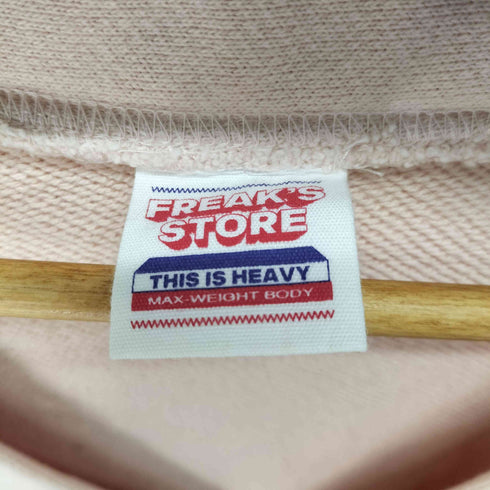 FREAK'S
STORE
THIS IS HEAVY
MAX-WEIGHT BODY